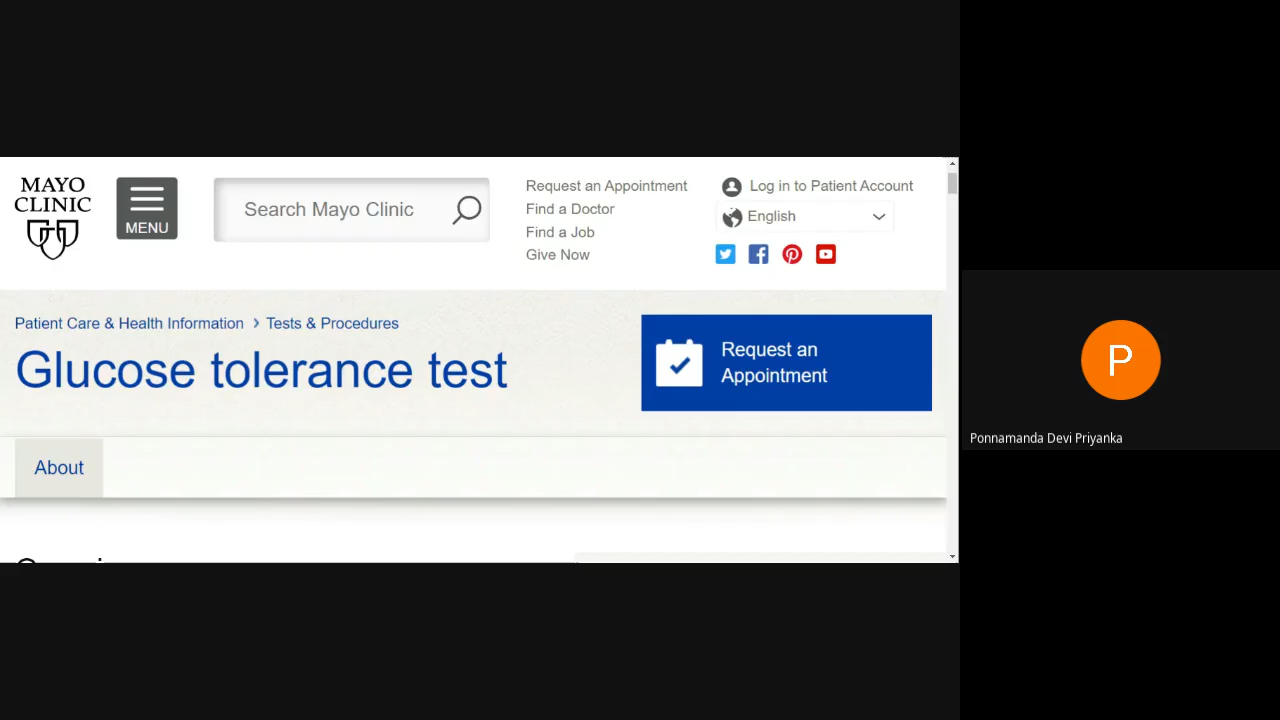 MAYO
CLINIC
MENU
Search Mayo Clinic
Request an Appointment
Find a Doctor
Find a Job
Give Now
Log in to Patient Account
English
Patient Care & Health Information › Tests & Procedures
Glucose tolerance test
Request an
Appointment
About
P
Ponnamanda Devi Priyanka